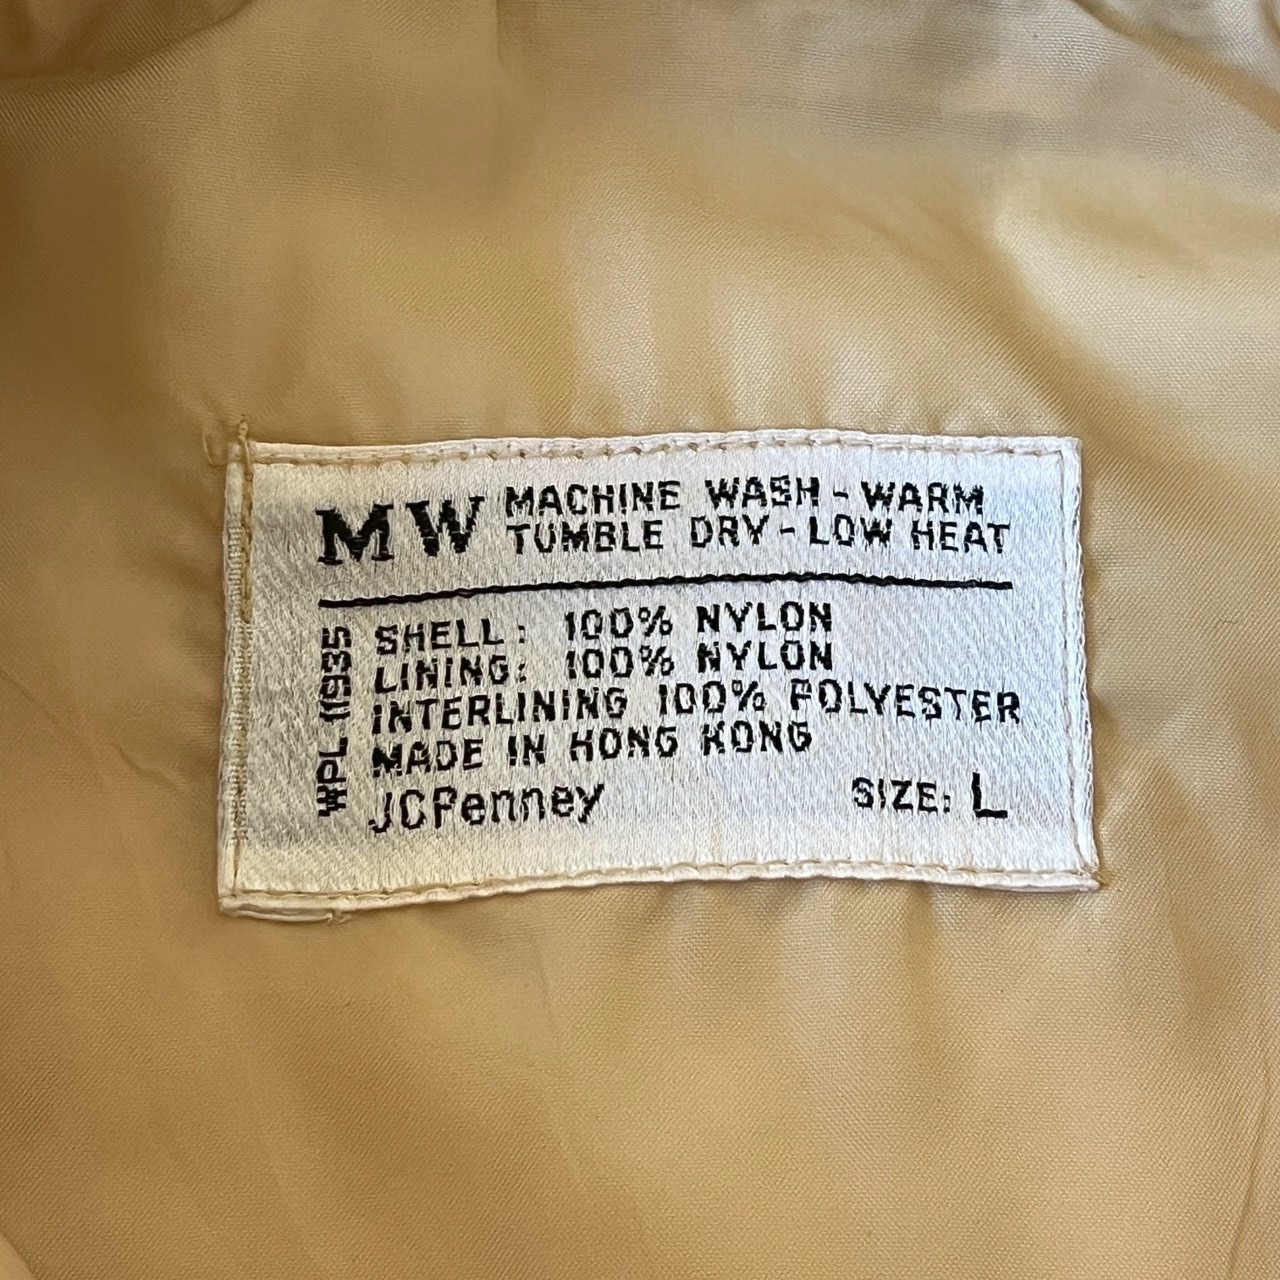 MW MACHINE WASH - WARM
TUMBLE DRY - LOW HEAT
WPL 11935
SHELL: 100% NYLON
LINING: 100% NYLON
INTERLINING 100% POLYESTER
MADE IN HONG KONG
JCPenney SIZE: L